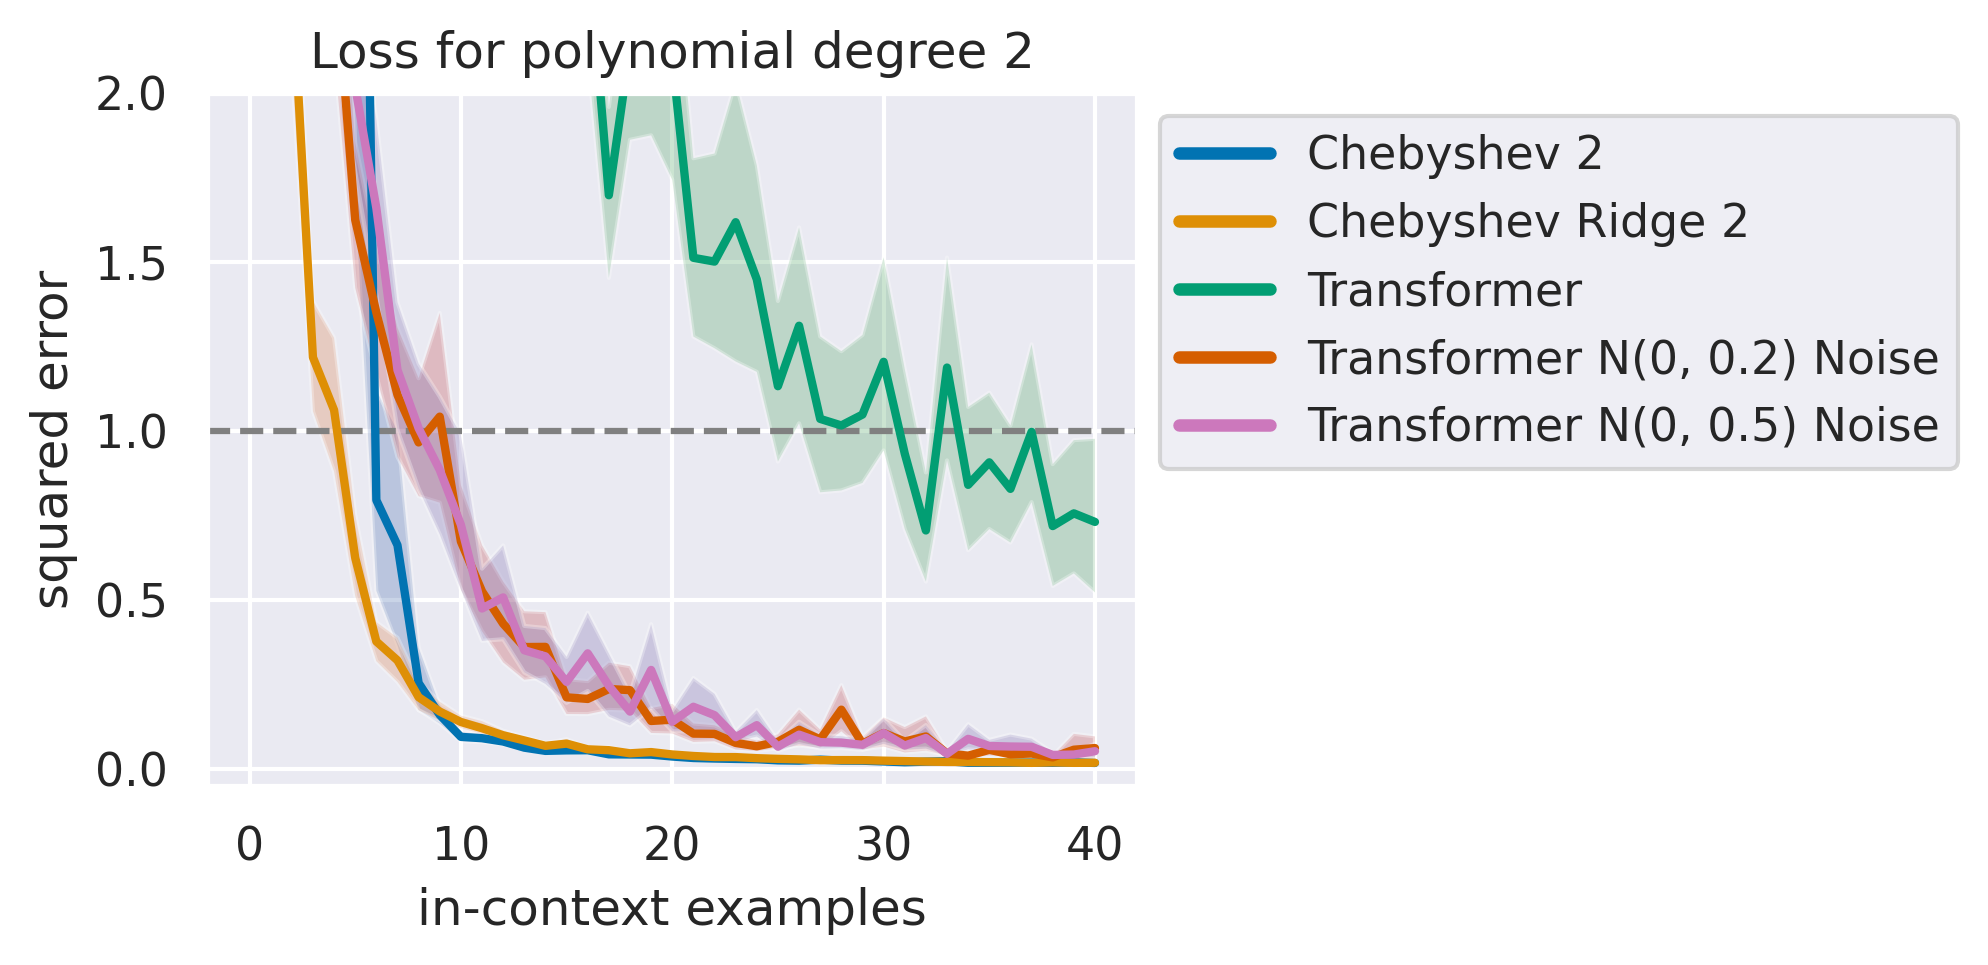 Loss for polynomial degree 2
2.0
1.5
1.0
0.5
0.0
squared error
0 10 20 30 40
in-context examples
Chebyshev 2
Chebyshev Ridge 2
Transformer
Transformer N(0, 0.2) Noise
Transformer N(0, 0.5) Noise